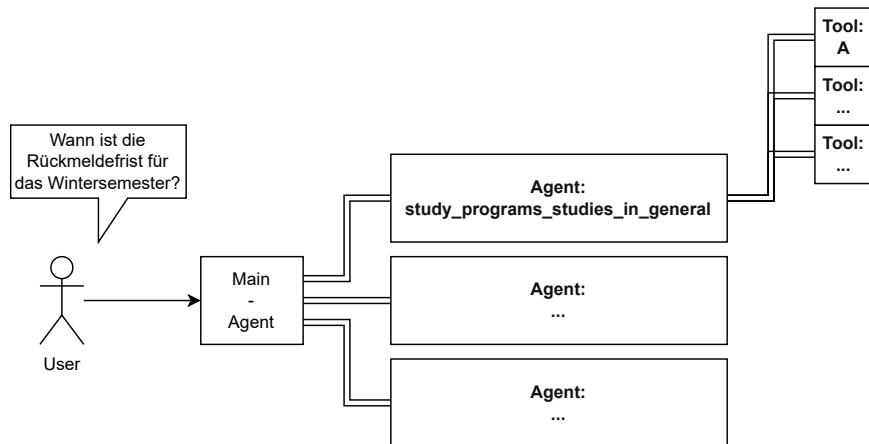 Tool:
A
Tool:
...
Tool:
...
Wann ist die
Rückmeldefrist für
das Wintersemester?
Agent:
study_programs_studies_in_general
Main
-
Agent
Agent:
...
User
Agent:
...